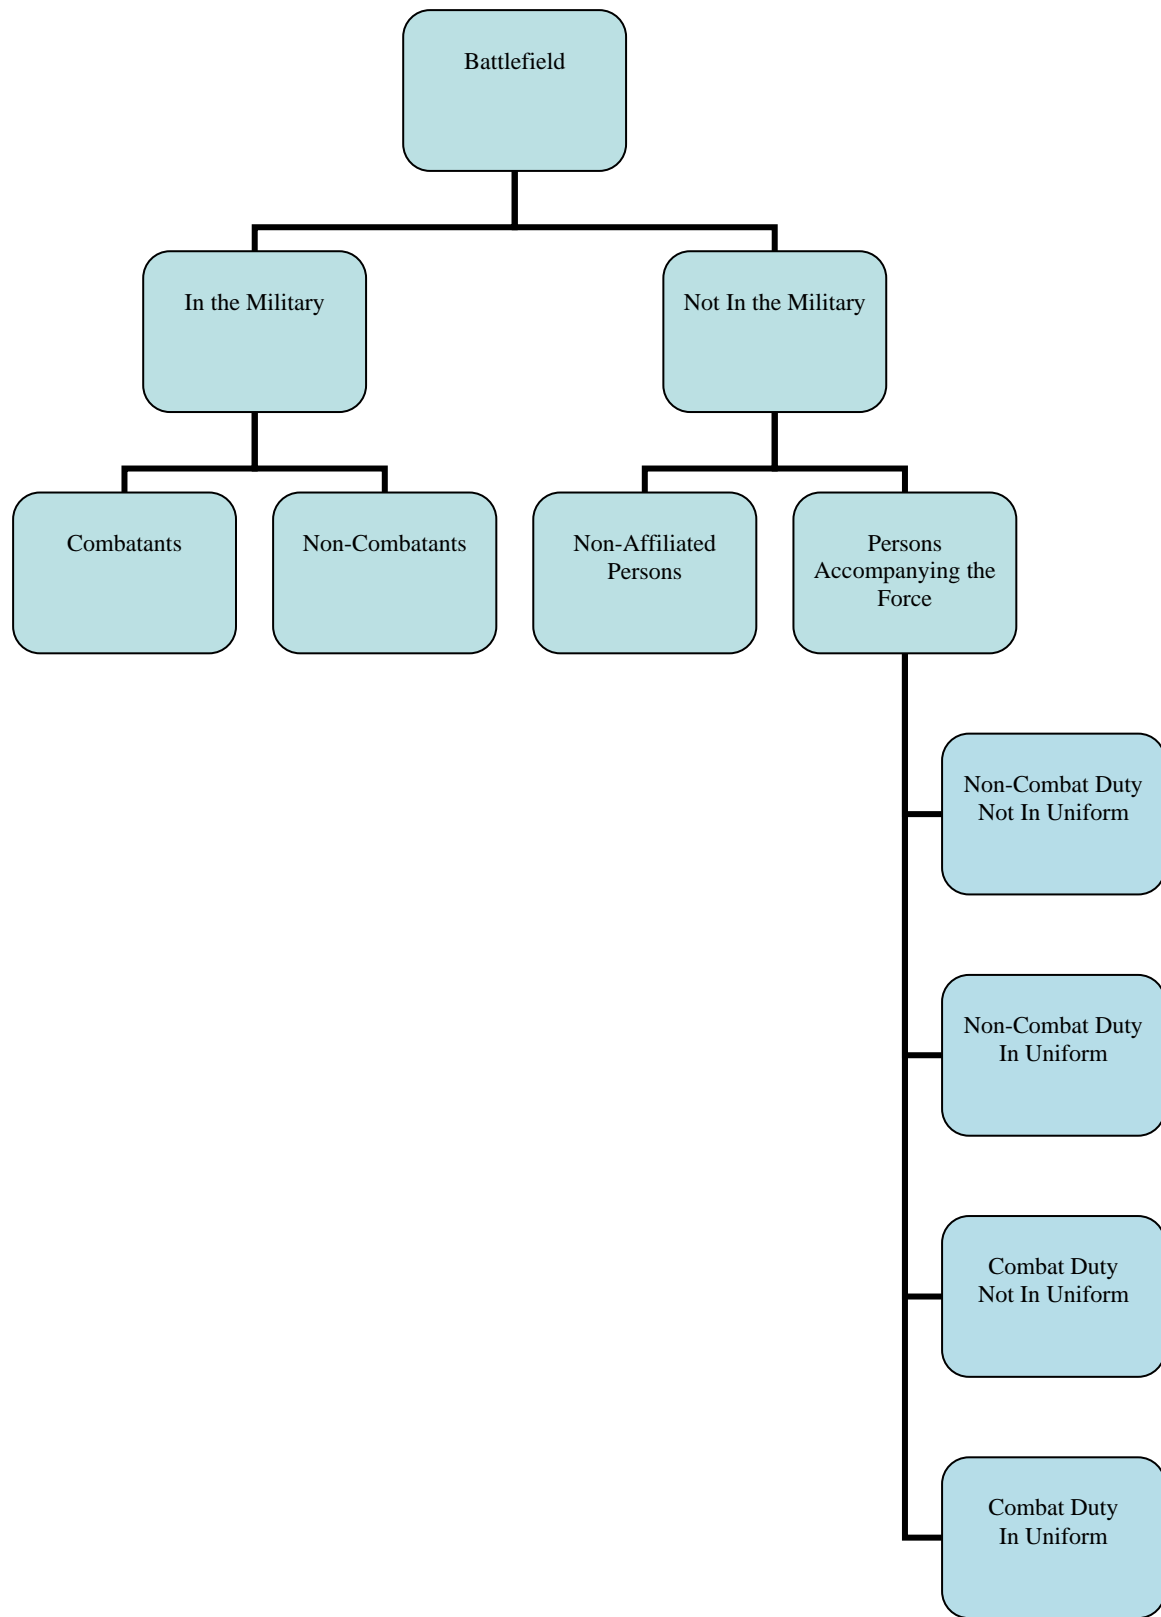 Battlefield
In the Military
Not In the Military
Combatants
Non-Combatants
Non-Affiliated
Persons
Persons
Accompanying the
Force
Non-Combat Duty
Not In Uniform
Non-Combat Duty
In Uniform
Combat Duty
Not In Uniform
Combat Duty
In Uniform